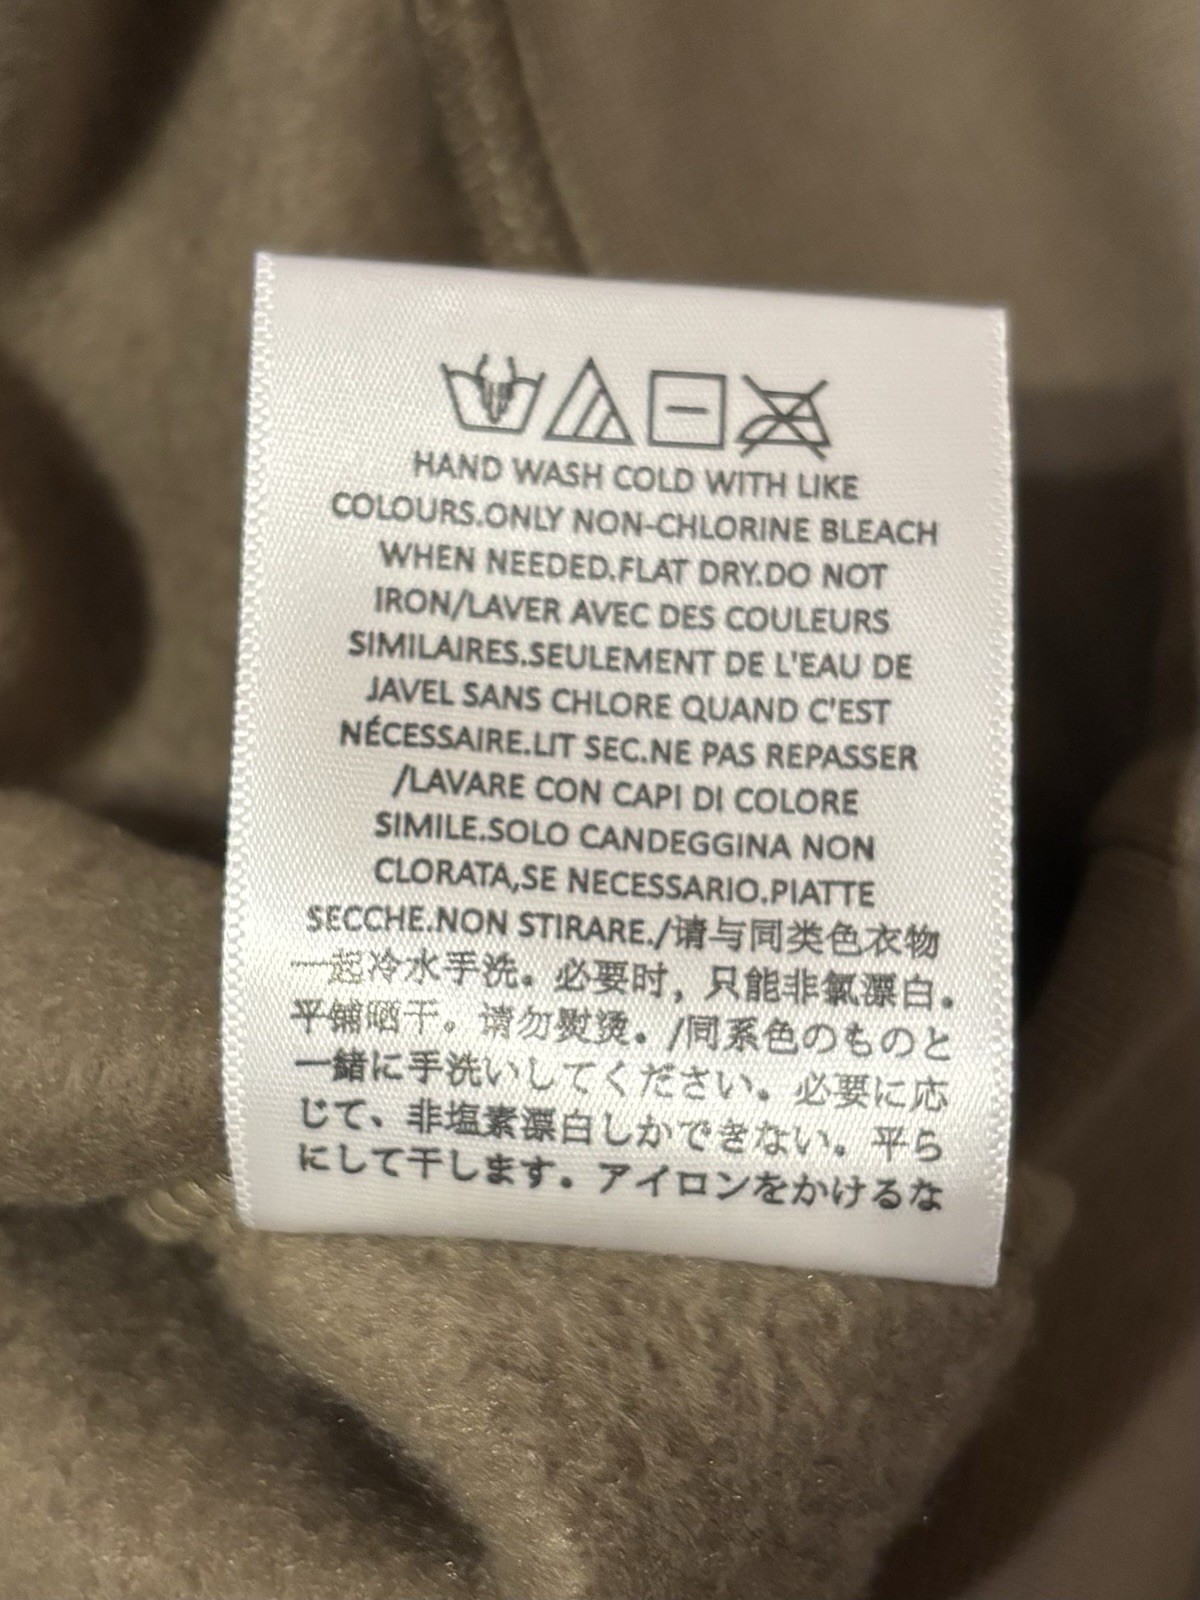 HAND WASH COLD WITH LIKE
COLOURS.ONLY NON-CHLORINE BLEACH
WHEN NEEDED.FLAT DRY.DO NOT
IRON/LAVER AVEC DES COULEURS
SIMILAIRES.SEULEMENT DE L'EAU DE
JAVEL SANS CHLORE QUAND C'EST
NÉCESSAIRE.LIT SEC.NE PAS REPASSER
/LAVARE CON CAPI DI COLORE
SIMILE.SOLO CANDEGGINA NON
CLORATA,SE NECESSARIO.PIATTE
SECCHE.NON STIRARE./请与同类色衣物
一起冷水手洗。必要时，只能非氯漂白。
平铺晒干。请勿熨烫。/同系色のものと
一緒に手洗いしてください。必要に応
じて、非塩素漂白しかできない。平ら
にして干します。アイロンをかけるな